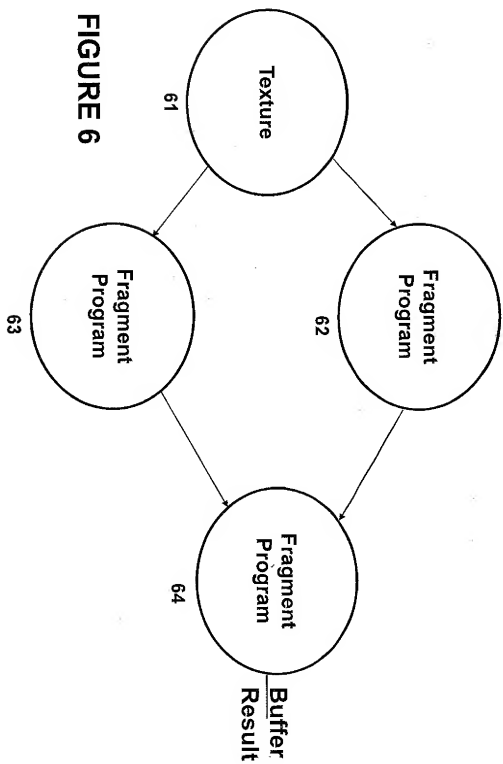 Texture
61
Fragment
Program
62
Fragment
Program
63
Fragment
Program
64
Buffer
Result
FIGURE 6